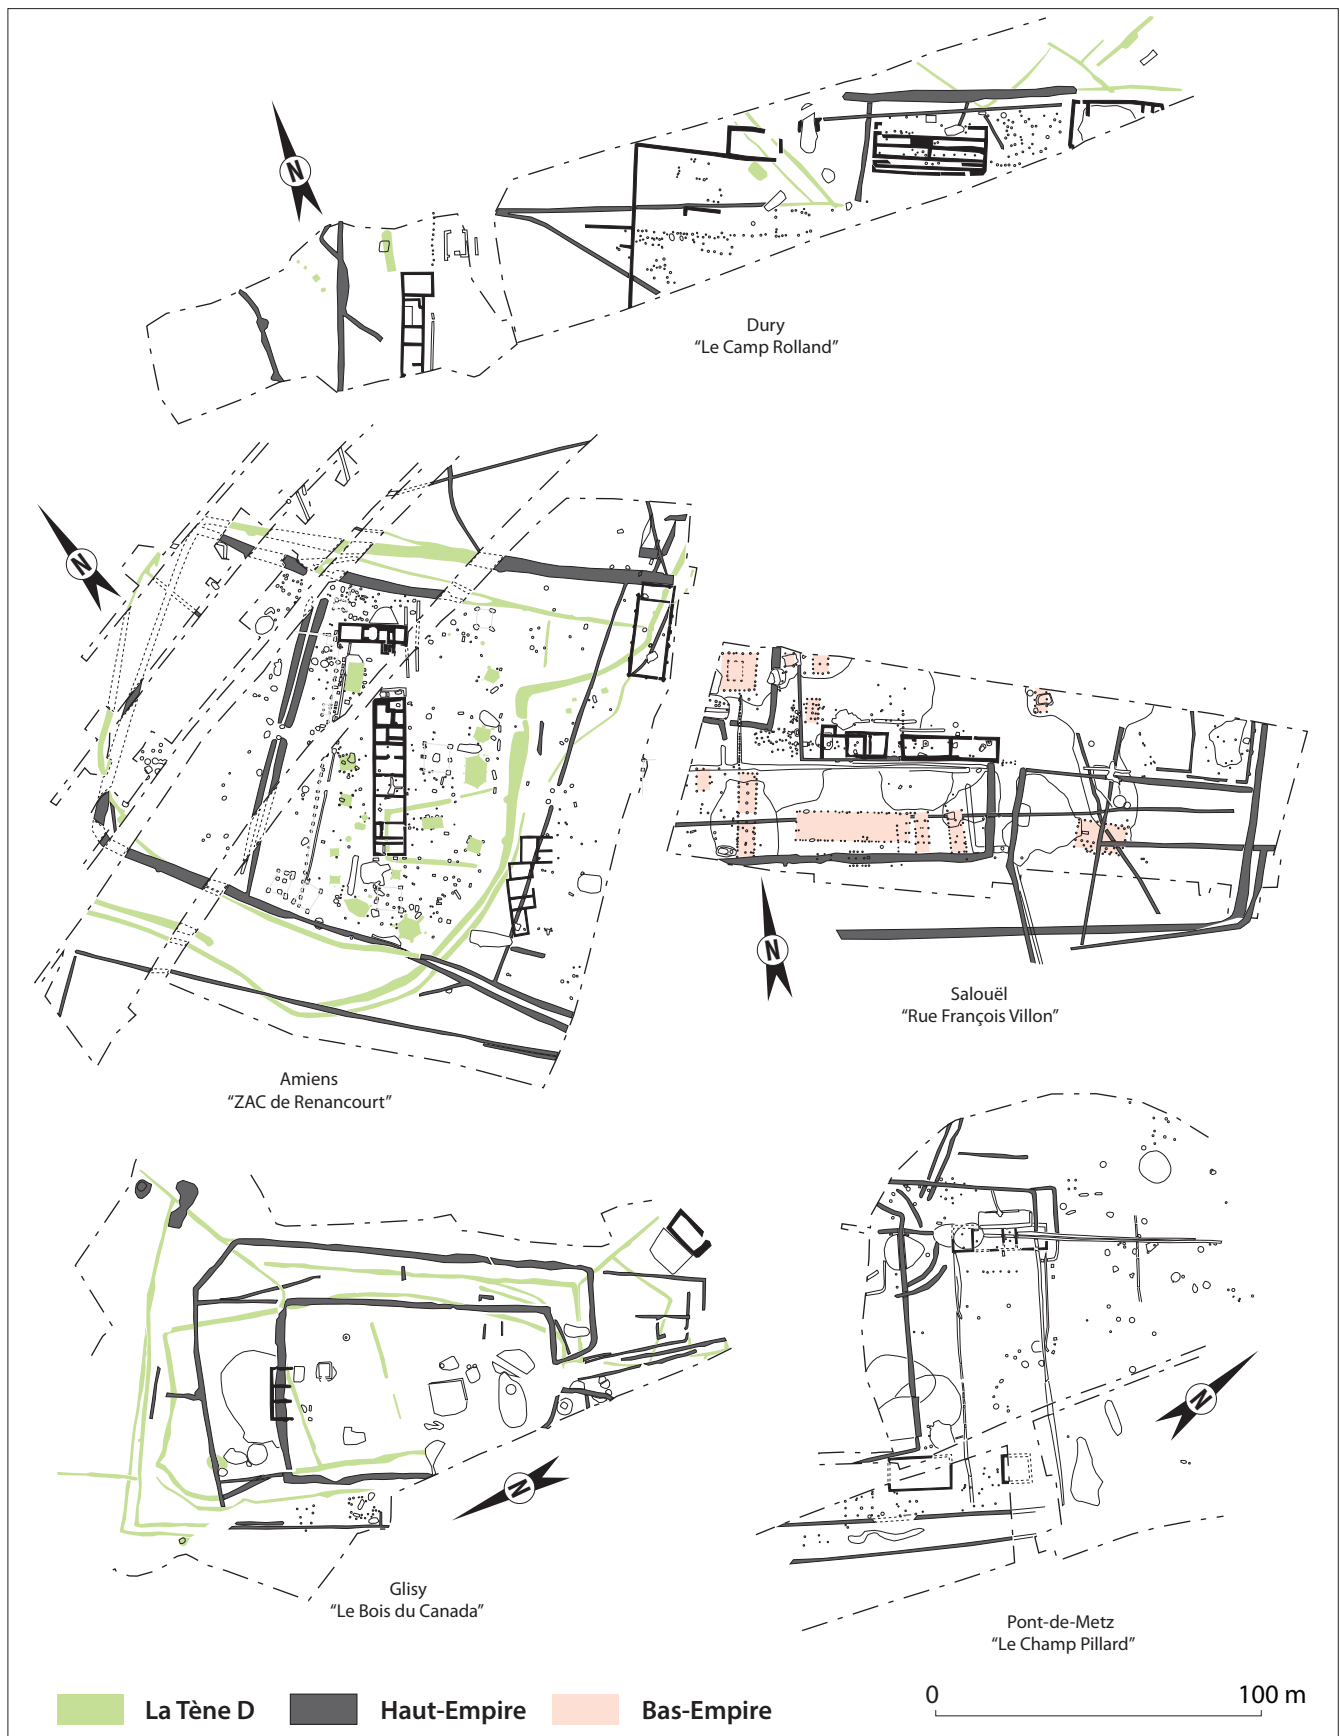 N
Dury
“Le Camp Rolland”
N
Amiens
“ZAC de Renancourt”
N
Salouël
“Rue François Villon”
N
Glisy
“Le Bois du Canada”
N
Pont-de-Metz
“Le Champ Pillard”
La Tène D
Haut-Empire
Bas-Empire
0
100 m